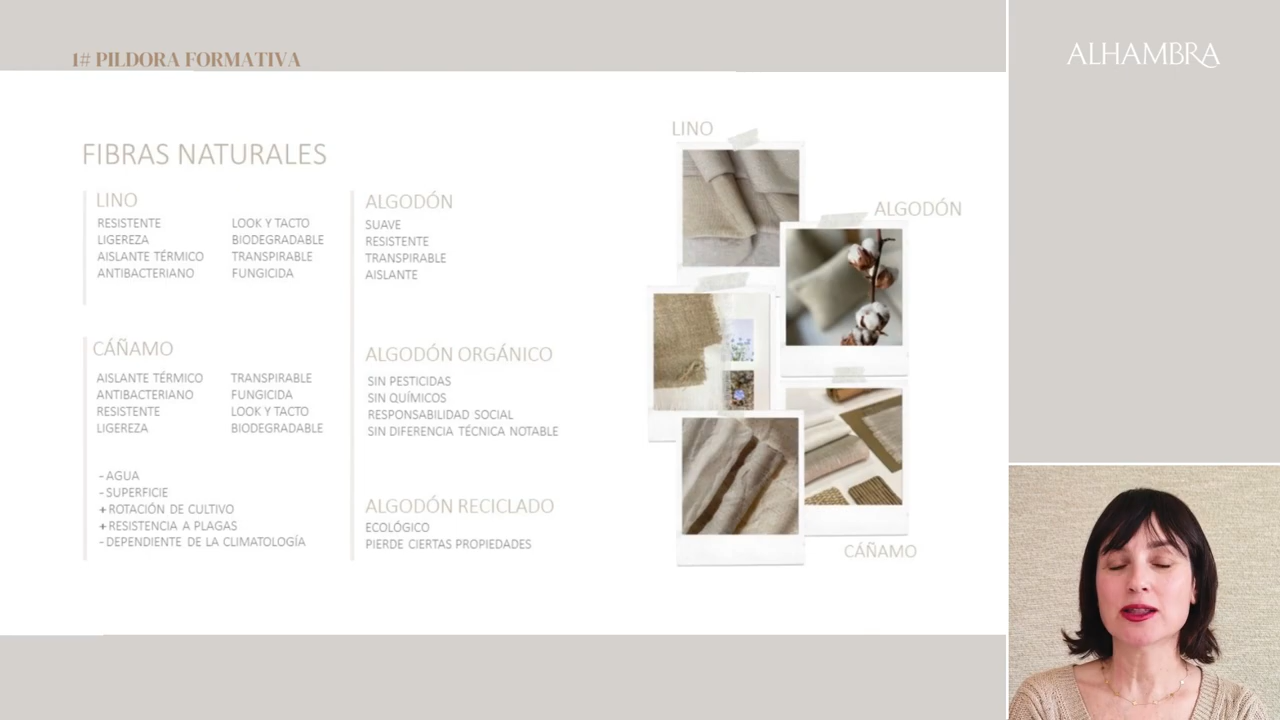 1# PILDORA FORMATIVA
ALHAMBRA
FIBRAS NATURALES
LINO
RESISTENTE
LIGEREZA
AISLANTE TÉRMICO
ANTIBACTERIANO
LOOK Y TACTO
BIODEGRADABLE
TRANSPIRABLE
FUNGICIDA
CÁÑAMO
AISLANTE TÉRMICO
ANTIBACTERIANO
RESISTENTE
LIGEREZA
TRANSPIRABLE
FUNGICIDA
LOOK Y TACTO
BIODEGRADABLE
- AGUA
- SUPERFICIE
+ ROTACIÓN DE CULTIVO
+ RESISTENCIA A PLAGAS
- DEPENDIENTE DE LA CLIMATOLOGÍA
ALGODÓN
SUAVE
RESISTENTE
TRANSPIRABLE
AISLANTE
ALGODÓN ORGÁNICO
SIN PESTICIDAS
SIN QUÍMICOS
RESPONSABILIDAD SOCIAL
SIN DIFERENCIA TÉCNICA NOTABLE
ALGODÓN RECICLADO
ECOLÓGICO
PIERDE CIERTAS PROPIEDADES
LINO
ALGODÓN
CÁÑAMO